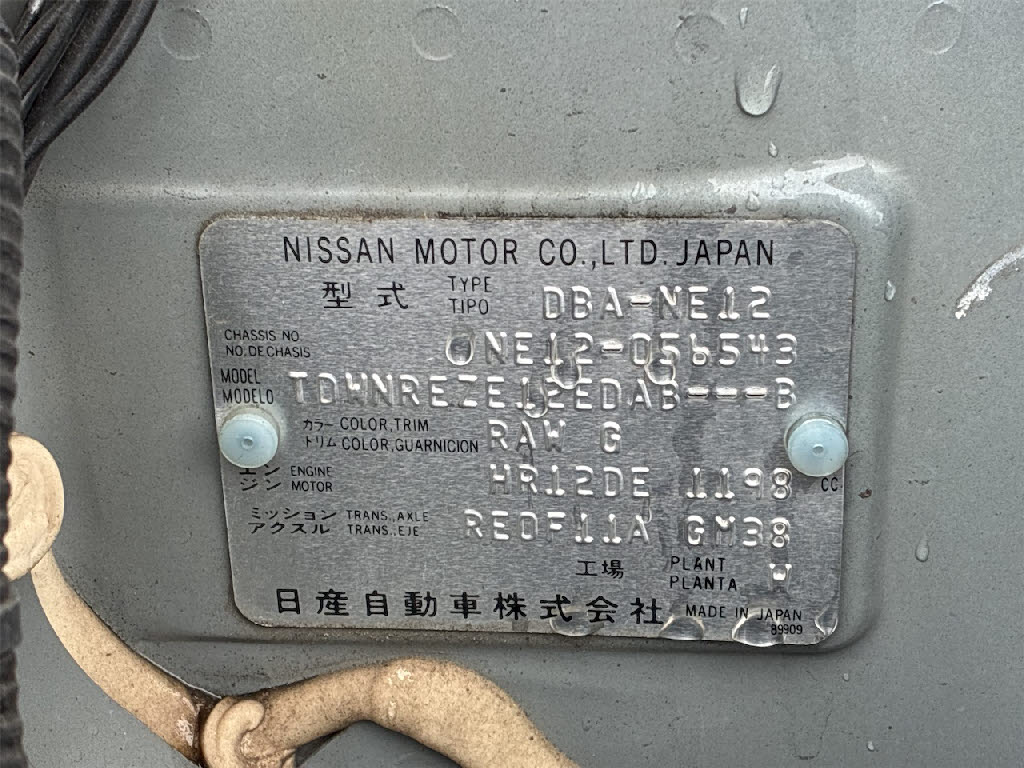 NISSAN MOTOR CO.,LTD. JAPAN
型式 TYPE TIPO DBA-NE12
CHASSIS NO. NO.DECHASIS NE12-056543
MODEL MODELO TDWNREZE12EDAB---B
カラー COLOR,TRIM トリム COLOR,GUARNICION RAW G
エンジン ENGINE MOTOR HR12DE 1198 CC
ミッション TRANS.,AXLE アクスル TRANS.,EJE RE0F11A GM38
工場 PLANT PLANTA W
日産自動車株式会社 MADE IN JAPAN
89909